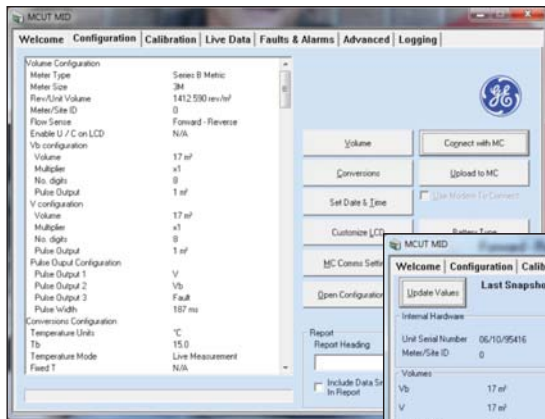 MCUT MID
Welcome Configuration Calibration Live Data Faults & Alarms Advanced Logging
Volume Configuration
Meter Type Series B Metric
Meter Size 3M
Rev/Unit Volume 1412.590 rev/m³
Meter/Site ID 0
Flow Sense Forward - Reverse
Enable U / C on LCD N/A
Vb configuration
Volume 17 m³
Multiplier x1
No. digits 8
Pulse Output 1 m³
V configuration
Volume 17 m³
Multiplier x1
No. digits 8
Pulse Output 1 m³
Pulse Ouput Configuration
Pulse Output 1 V
Pulse Output 2 Vb
Pulse Output 3 Fault
Pulse Width 187 ms
Conversions Configuration
Temperature Units °C
Tb 15.0
Temperature Mode Live Measurement
Fixed T N/A
GE
Volume
Connect with MC
Conversions
Upload to MC
Set Date & Time
Use Modem To Connect
Customize LCD
Battery Type
MC Comms
Open Configuration
Report
Report Heading
Include Data
In Report
MCUT MID
Welcome Configuration
Update Values
Last Snapsho
Internal Hardware
Unit Serial Number 06/10/95416
Meter/Site ID 0
Volumes
Vb 17 m³
V 17 m³